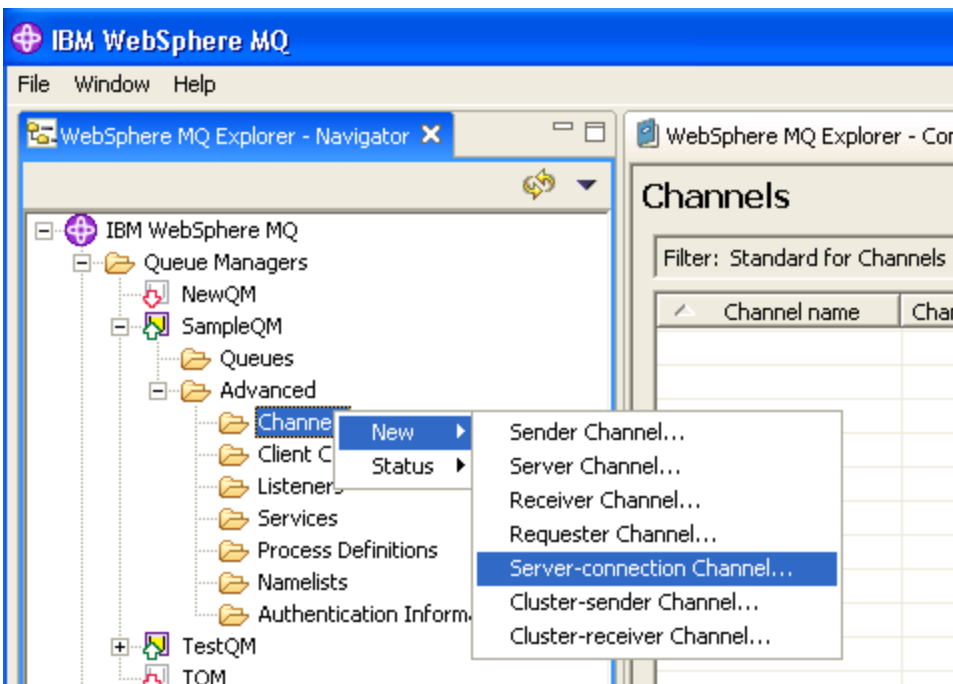 IBM WebSphere MQ
File Window Help
WebSphere MQ Explorer - Navigator
WebSphere MQ Explorer - Con
Channels
Filter: Standard for Channels
Channel name Char
IBM WebSphere MQ
Queue Managers
NewQM
SampleQM
Queues
Advanced
Channe
Client C
Listeners
Services
Process Definitions
Namelists
Authentication Inform
TestQM
TOM
New
Status
Sender Channel...
Server Channel...
Receiver Channel...
Requester Channel...
Server-connection Channel...
Cluster-sender Channel...
Cluster-receiver Channel...